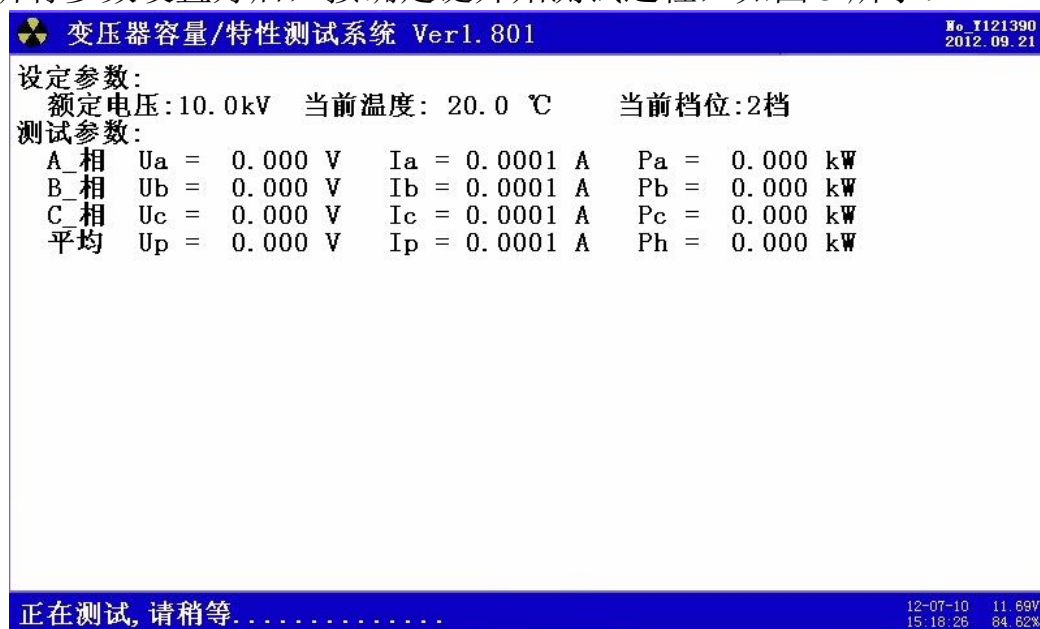 变压器容量/特性测试系统 Ver1.801
No_T121390
2012.09.21
设定参数:
额定电压:10.0kV 当前温度: 20.0 ℃ 当前档位:2档
测试参数:
A_相 Ua = 0.000 V Ia = 0.0001 A Pa = 0.000 kW
B_相 Ub = 0.000 V Ib = 0.0001 A Pb = 0.000 kW
C_相 Uc = 0.000 V Ic = 0.0001 A Pc = 0.000 kW
平均 Up = 0.000 V Ip = 0.0001 A Ph = 0.000 kW
正在测试,请稍等..............
12-07-10 11.69V
15:18:26 84.62%